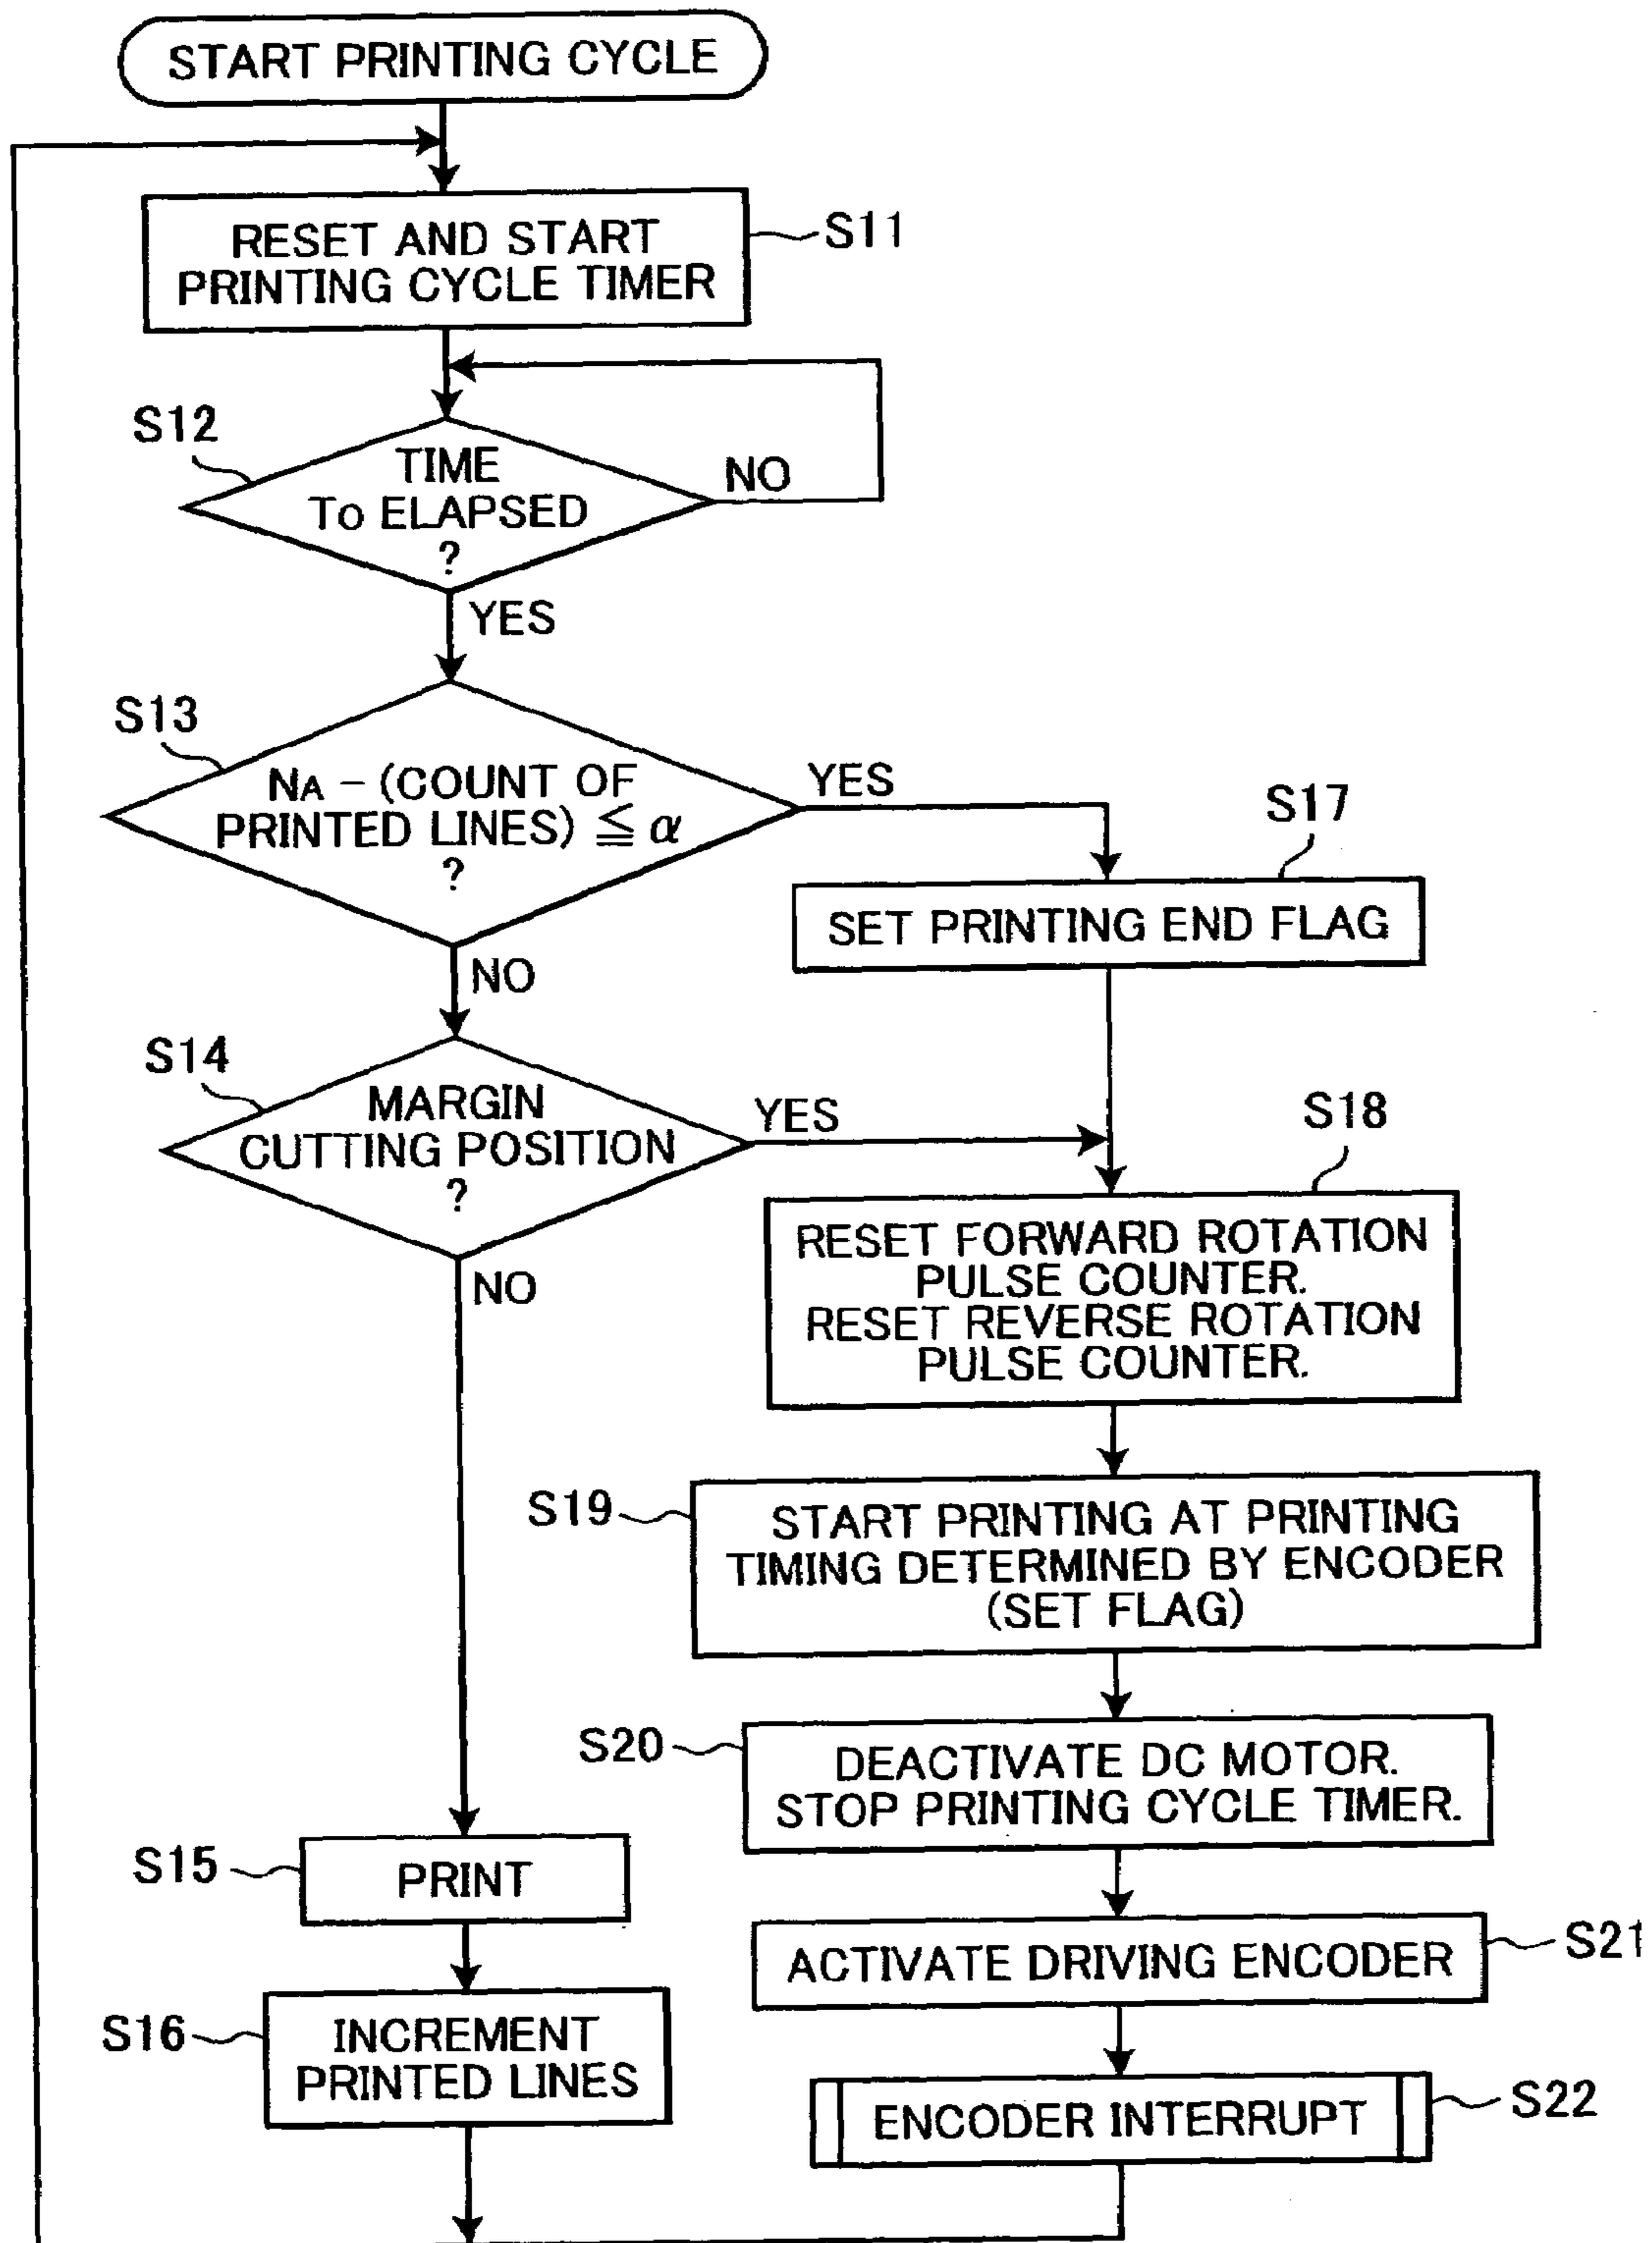 START PRINTING CYCLE
RESET AND START
PRINTING CYCLE TIMER
S11
S12
TIME
To ELAPSED
?
NO
YES
S13
NA – (COUNT OF
PRINTED LINES) ≦ α
?
YES
NO
S17
SET PRINTING END FLAG
S14
MARGIN
CUTTING POSITION
?
YES
NO
S18
RESET FORWARD ROTATION
PULSE COUNTER.
RESET REVERSE ROTATION
PULSE COUNTER.
S19
START PRINTING AT PRINTING
TIMING DETERMINED BY ENCODER
(SET FLAG)
S20
DEACTIVATE DC MOTOR.
STOP PRINTING CYCLE TIMER.
S15
PRINT
S21
ACTIVATE DRIVING ENCODER
S16
INCREMENT
PRINTED LINES
S22
ENCODER INTERRUPT